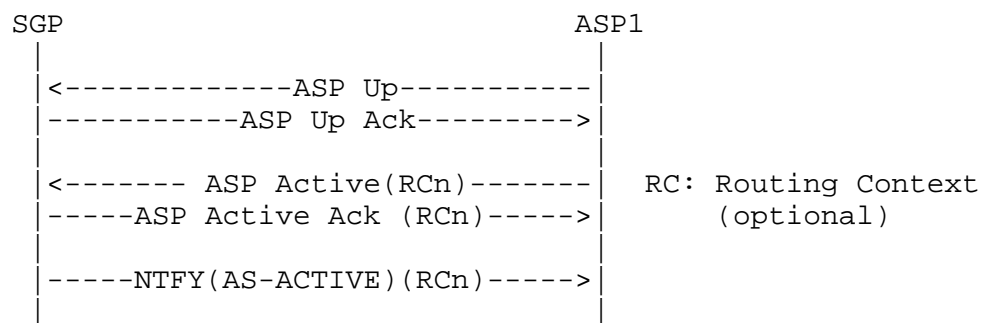 SGP ASP1
<-------------ASP Up-----------
-----------ASP Up Ack--------->
<------- ASP Active(RCn)------- RC: Routing Context
-----ASP Active Ack (RCn)-----> (optional)
-----NTFY(AS-ACTIVE)(RCn)----->